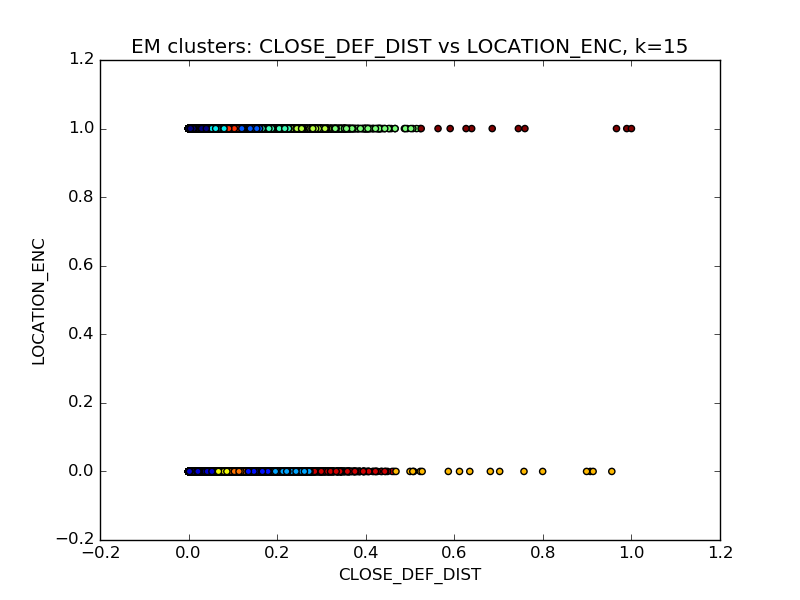 EM clusters: CLOSE_DEF_DIST vs LOCATION_ENC, k=15
1.2
1.0
0.8
0.6
0.4
0.2
0.0
−0.2
LOCATION_ENC
−0.2 0.0 0.2 0.4 0.6 0.8 1.0 1.2
CLOSE_DEF_DIST